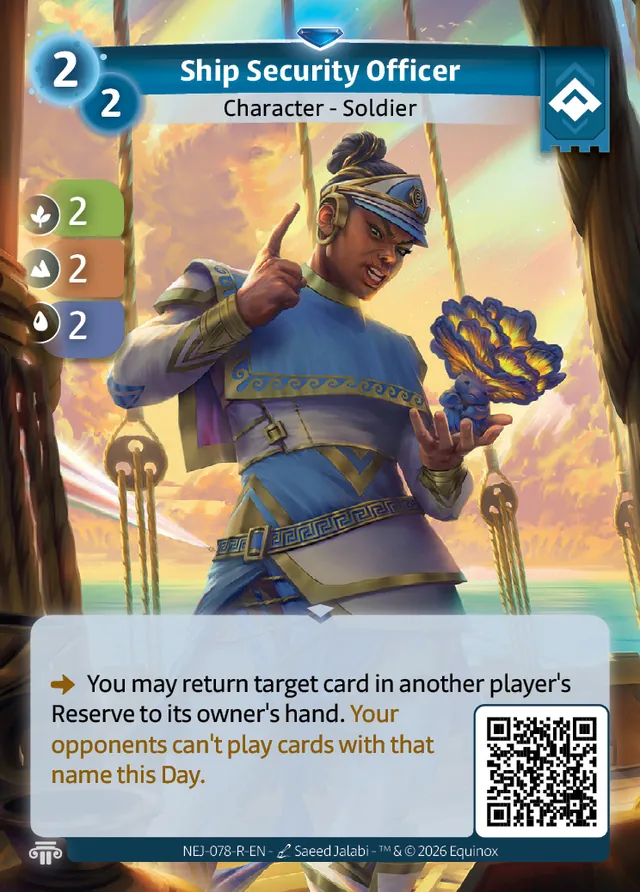 2
Ship Security Officer
2
Character - Soldier
2
2
2
You may return target card in another player's
Reserve to its owner's hand. Your
opponents can't play cards with that
name this Day.
NEJ-078-R-EN - Saeed Jalabi - ™ & © 2026 Equinox